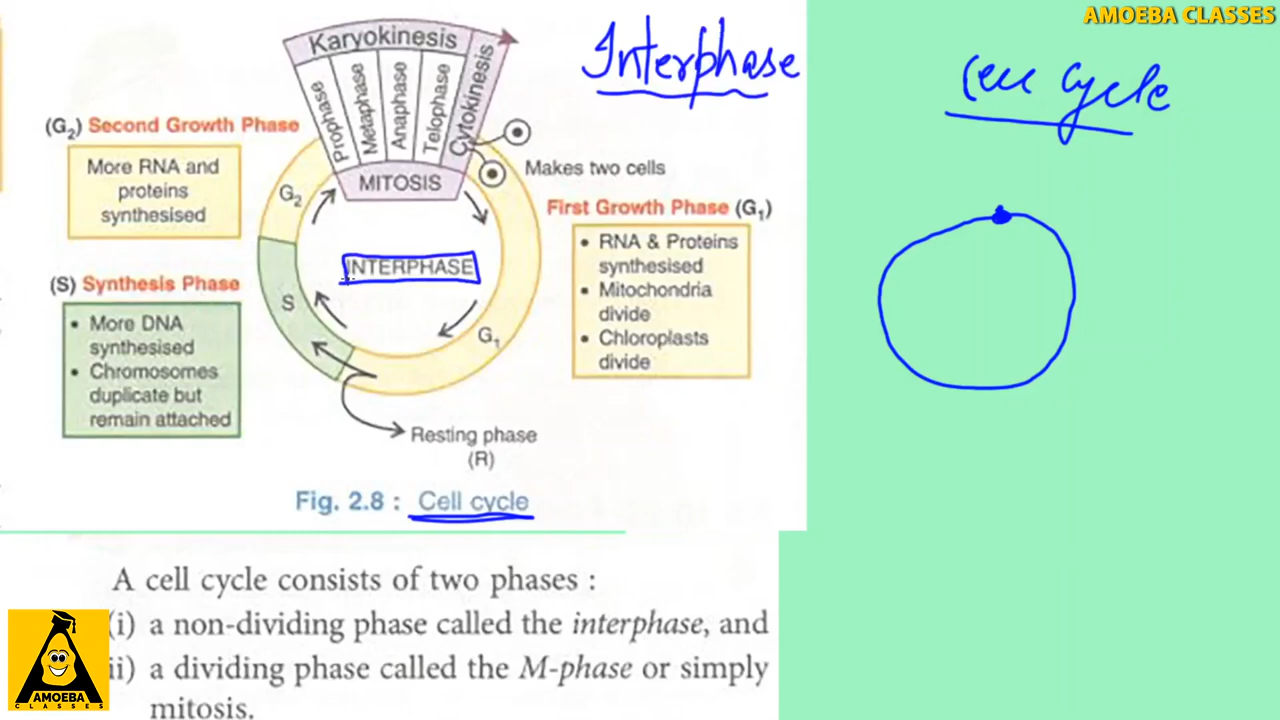 AMOEBA CLASSES
Interphase
Cell cycle
Karyokinesis
Prophase
Metaphase
Anaphase
Telophase
Cytokinesis
MITOSIS
(G2) Second Growth Phase
More RNA and
proteins
synthesised
G2
Makes two cells
First Growth Phase (G1)
• RNA & Proteins
synthesised
• Mitochondria
divide
• Chloroplasts
divide
INTERPHASE
(S) Synthesis Phase
• More DNA
synthesised
• Chromosomes
duplicate but
remain attached
S
G1
Resting phase
(R)
Fig. 2.8 : Cell cycle
A cell cycle consists of two phases :
(i) a non-dividing phase called the interphase, and
ii) a dividing phase called the M-phase or simply
mitosis.
AMOEBA
CLASSES